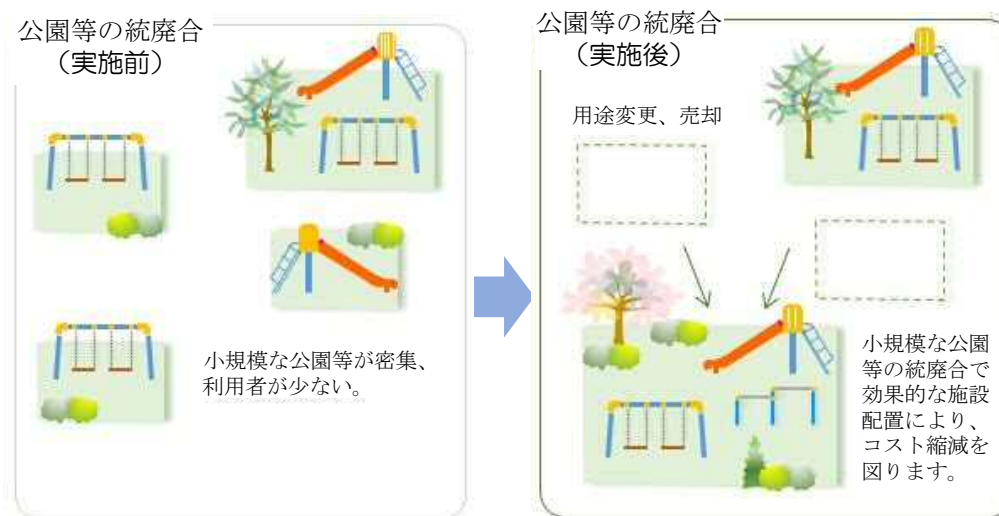 公園等の統廃合
（実施前）
小規模な公園等が密集、
利用者が少ない。
公園等の統廃合
（実施後）
用途変更、売却
小規模な公園
等の統廃合で
効果的な施設
配置により、
コスト縮減を
図ります。